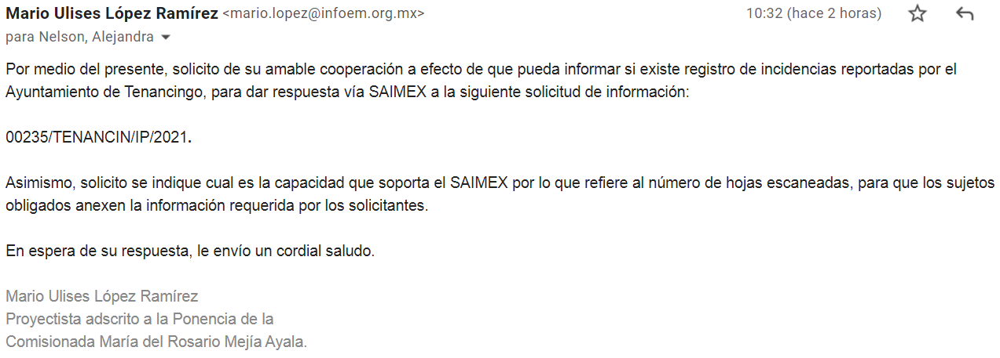 Mario Ulises López Ramírez <mario.lopez@infoem.org.mx> 10:32 (hace 2 horas)
para Nelson, Alejandra
Por medio del presente, solicito de su amable cooperación a efecto de que pueda informar si existe registro de incidencias reportadas por el
Ayuntamiento de Tenancingo, para dar respuesta vía SAIMEX a la siguiente solicitud de información:
00235/TENANCIN/IP/2021.
Asimismo, solicito se indique cual es la capacidad que soporta el SAIMEX por lo que refiere al número de hojas escaneadas, para que los sujetos
obligados anexen la información requerida por los solicitantes.
En espera de su respuesta, le envío un cordial saludo.
Mario Ulises López Ramírez
Proyectista adscrito a la Ponencia de la
Comisionada María del Rosario Mejía Ayala.